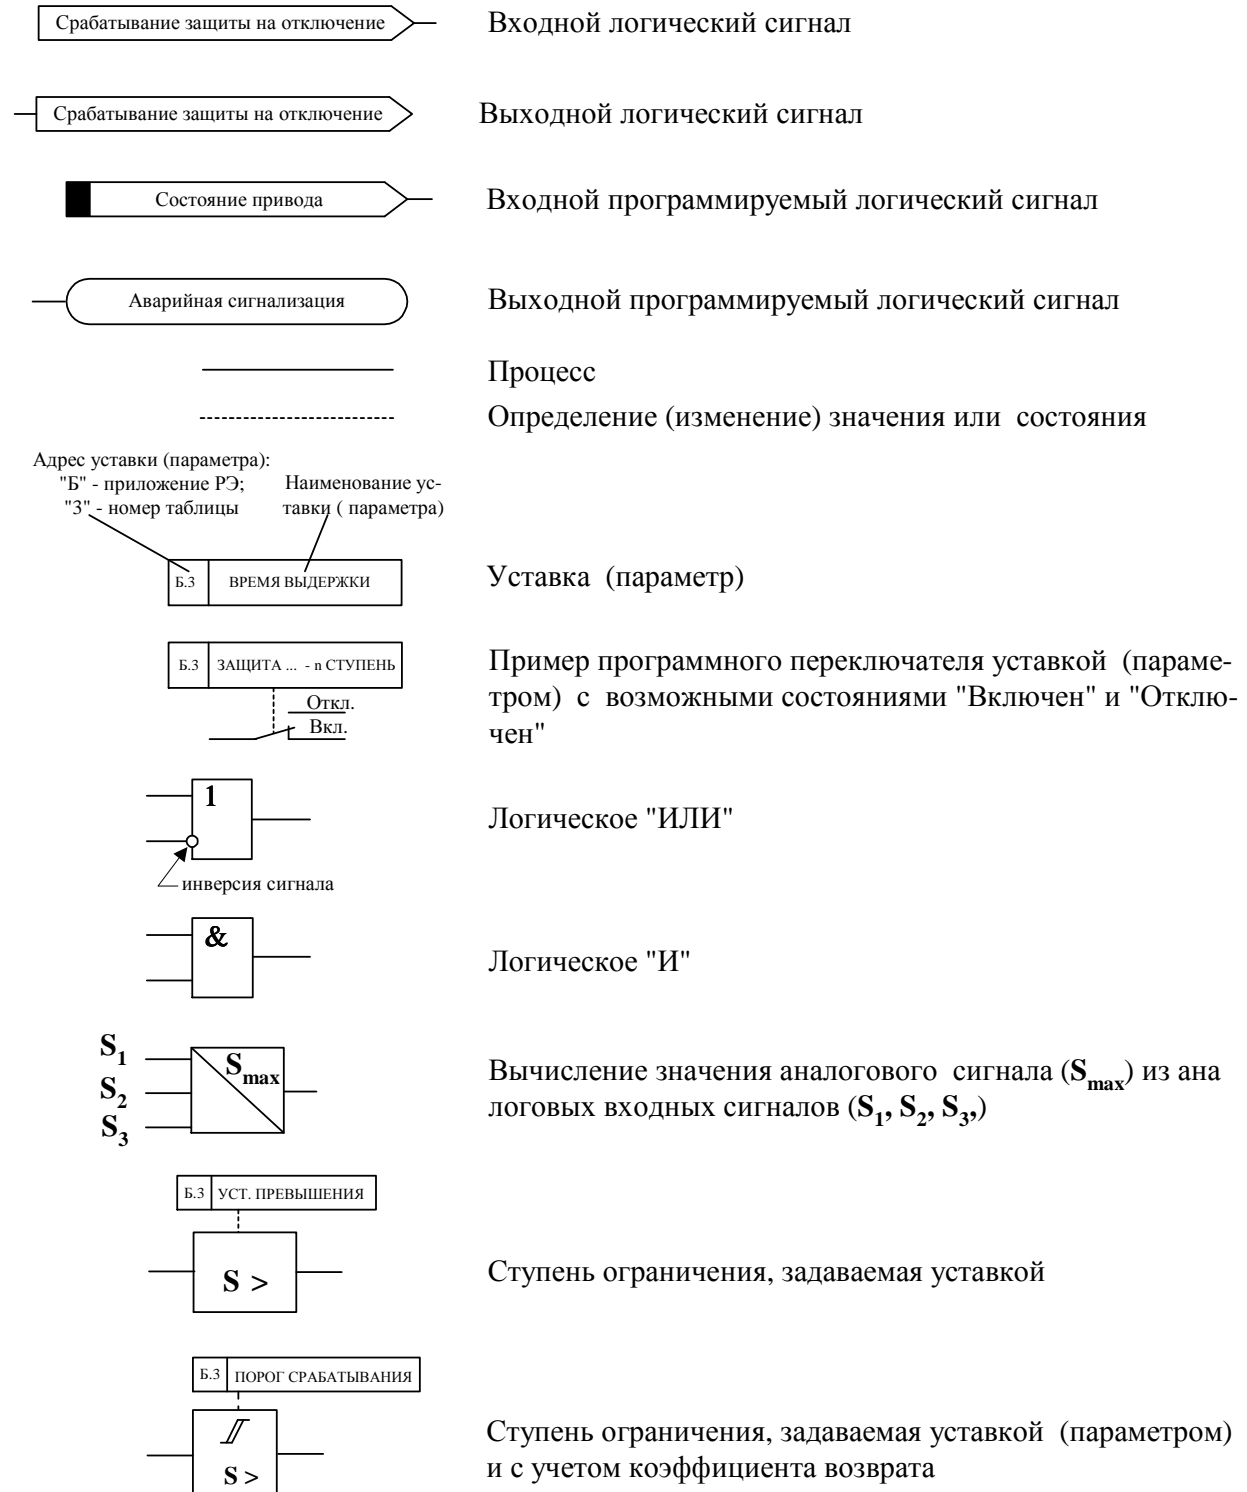 Срабатывание защиты на отключение
Входной логический сигнал
Срабатывание защиты на отключение
Выходной логический сигнал
Состояние привода
Входной программируемый логический сигнал
Аварийная сигнализация
Выходной программируемый логический сигнал
Процесс
Определение (изменение) значения или состояния
Адрес уставки (параметра):
"Б" - приложение РЭ;
"3" - номер таблицы
Наименование ус-
тавки ( параметра)
Б.3 ВРЕМЯ ВЫДЕРЖКИ
Уставка (параметр)
Б.3 ЗАЩИТА ... - n СТУПЕНЬ
Откл.
Вкл.
Пример программного переключателя уставкой (параме-
тром) с возможными состояниями "Включен" и "Отклю-
чен"
1
инверсия сигнала
Логическое "ИЛИ"
&
Логическое "И"
S1
S2
S3
Smax
Вычисление значения аналогового сигнала (Smax) из ана
логовых входных сигналов (S1, S2, S3,)
Б.3 УСТ. ПРЕВЫШЕНИЯ
S >
Ступень ограничения, задаваемая уставкой
Б.3 ПОРОГ СРАБАТЫВАНИЯ
S >
Ступень ограничения, задаваемая уставкой (параметром)
и с учетом коэффициента возврата